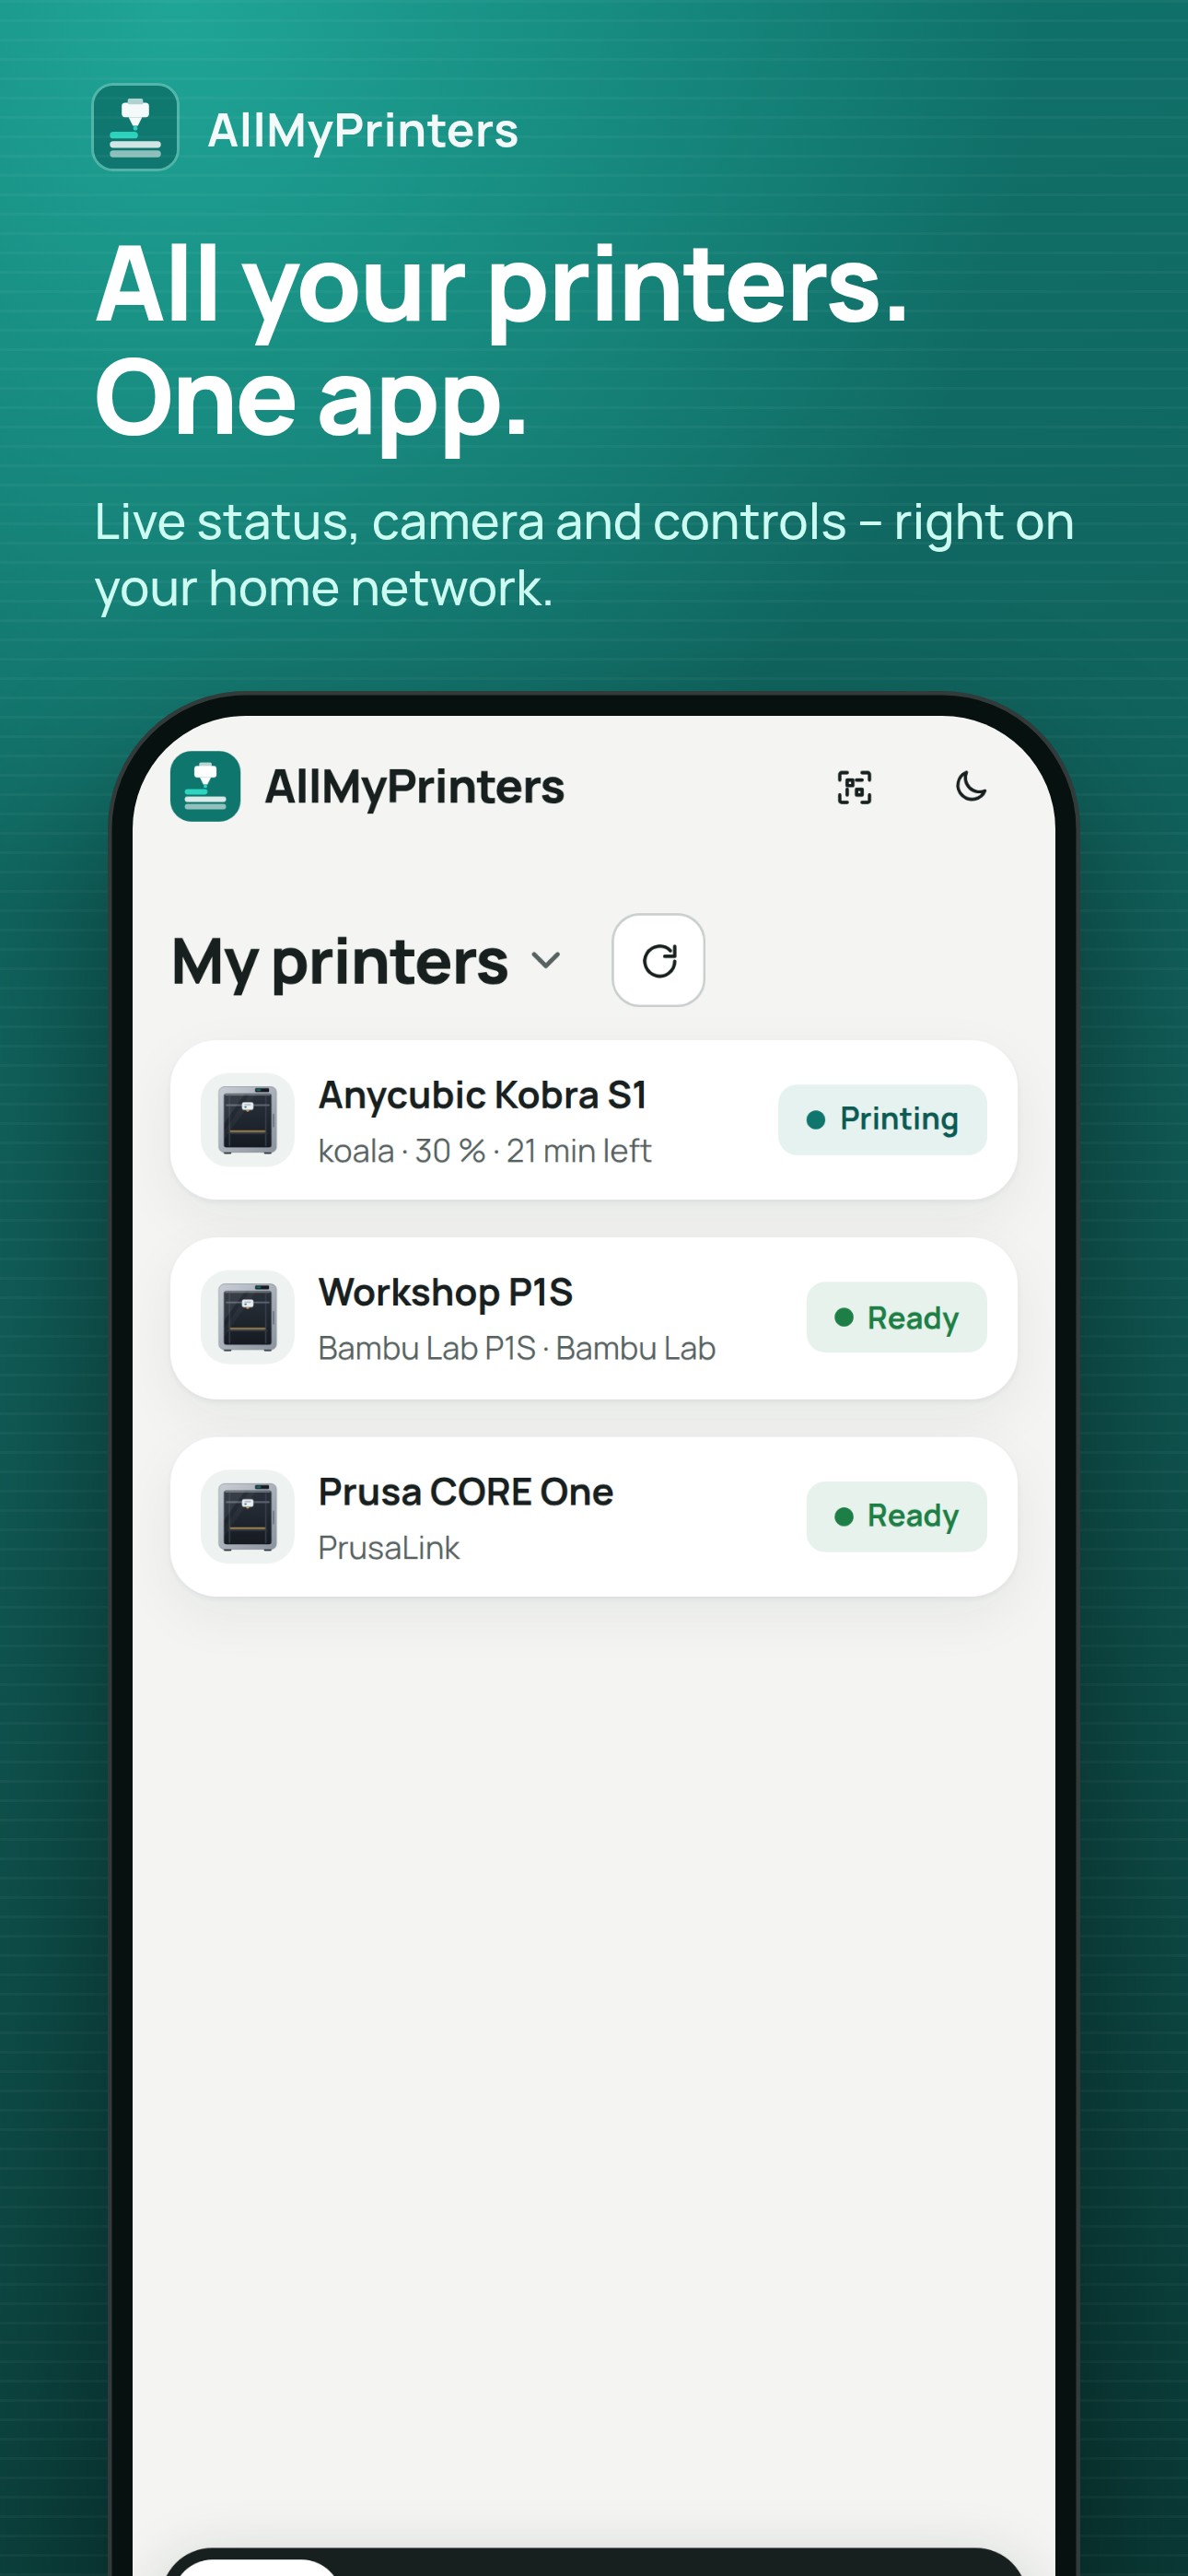 AllMyPrinters
All your printers.
One app.
Live status, camera and controls – right on
your home network.
AllMyPrinters
My printers
Anycubic Kobra S1
koala · 30 % · 21 min left
Printing
Workshop P1S
Bambu Lab P1S · Bambu Lab
Ready
Prusa CORE One
PrusaLink
Ready